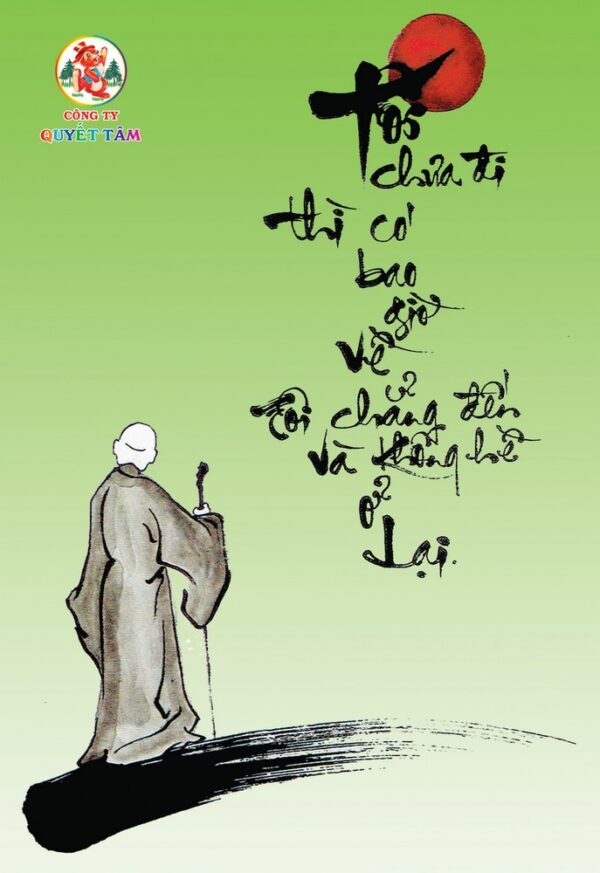 CÔNG TY
QUYẾT TÂM
Tôi
chưa đi
thì có
bao
giờ
về
Tôi chẳng đến
và không hề
ở
lại.